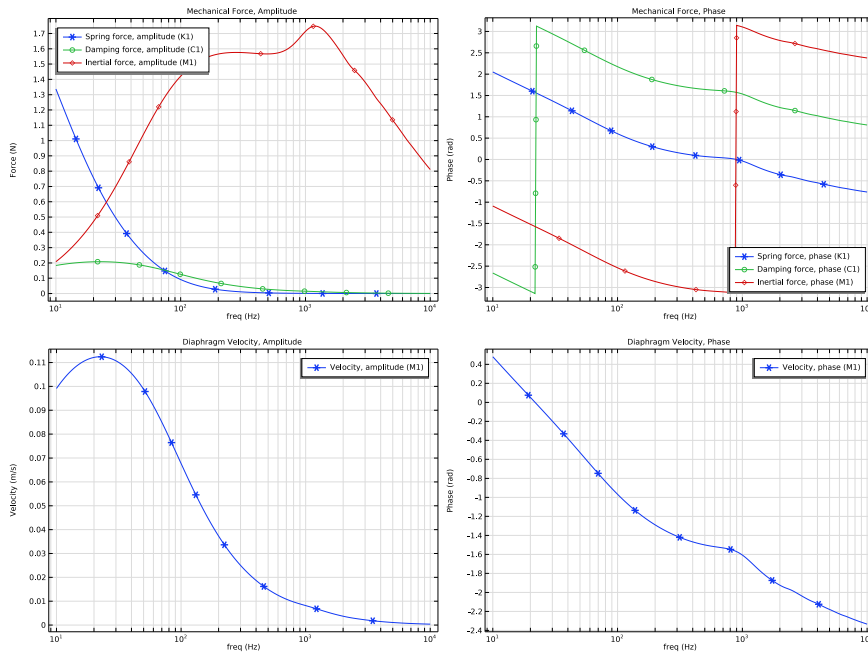 Mechanical Force, Amplitude
1.7
1.6
1.5
1.4
1.3
1.2
1.1
1
0.9
0.8
0.7
0.6
0.5
0.4
0.3
0.2
0.1
0
Force (N)
Spring force, amplitude (K1)
Damping force, amplitude (C1)
Inertial force, amplitude (M1)
10¹ 10² 10³ 10⁴
freq (Hz)
Mechanical Force, Phase
3
2.5
2
1.5
1
0.5
0
-0.5
-1
-1.5
-2
-2.5
-3
Phase (rad)
Spring force, phase (K1)
Damping force, phase (C1)
Inertial force, phase (M1)
10¹ 10² 10³
freq (Hz)
Diaphragm Velocity, Amplitude
0.11
0.1
0.09
0.08
0.07
0.06
0.05
0.04
0.03
0.02
0.01
0
Velocity (m/s)
Velocity, amplitude (M1)
10¹ 10² 10³ 10⁴
freq (Hz)
Diaphragm Velocity, Phase
0.4
0.2
0
-0.2
-0.4
-0.6
-0.8
-1
-1.2
-1.4
-1.6
-1.8
-2
-2.2
-2.4
Phase (rad)
Velocity, phase (M1)
10¹ 10² 10³
freq (Hz)